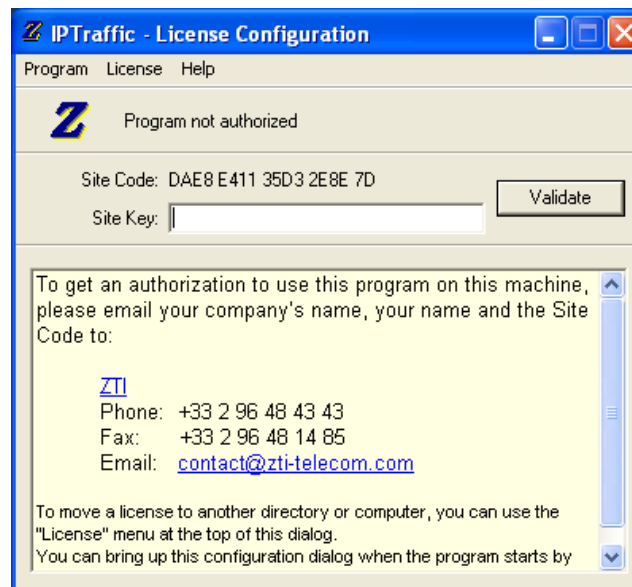 IPTraffic - License Configuration
Program License Help
Program not authorized
Site Code: DAE8 E411 35D3 2E8E 7D
Site Key:
Validate
To get an authorization to use this program on this machine,
please email your company's name, your name and the Site
Code to:
ZTI
Phone: +33 2 96 48 43 43
Fax: +33 2 96 48 14 85
Email: contact@zti-telecom.com
To move a license to another directory or computer, you can use the
"License" menu at the top of this dialog.
You can bring up this configuration dialog when the program starts by